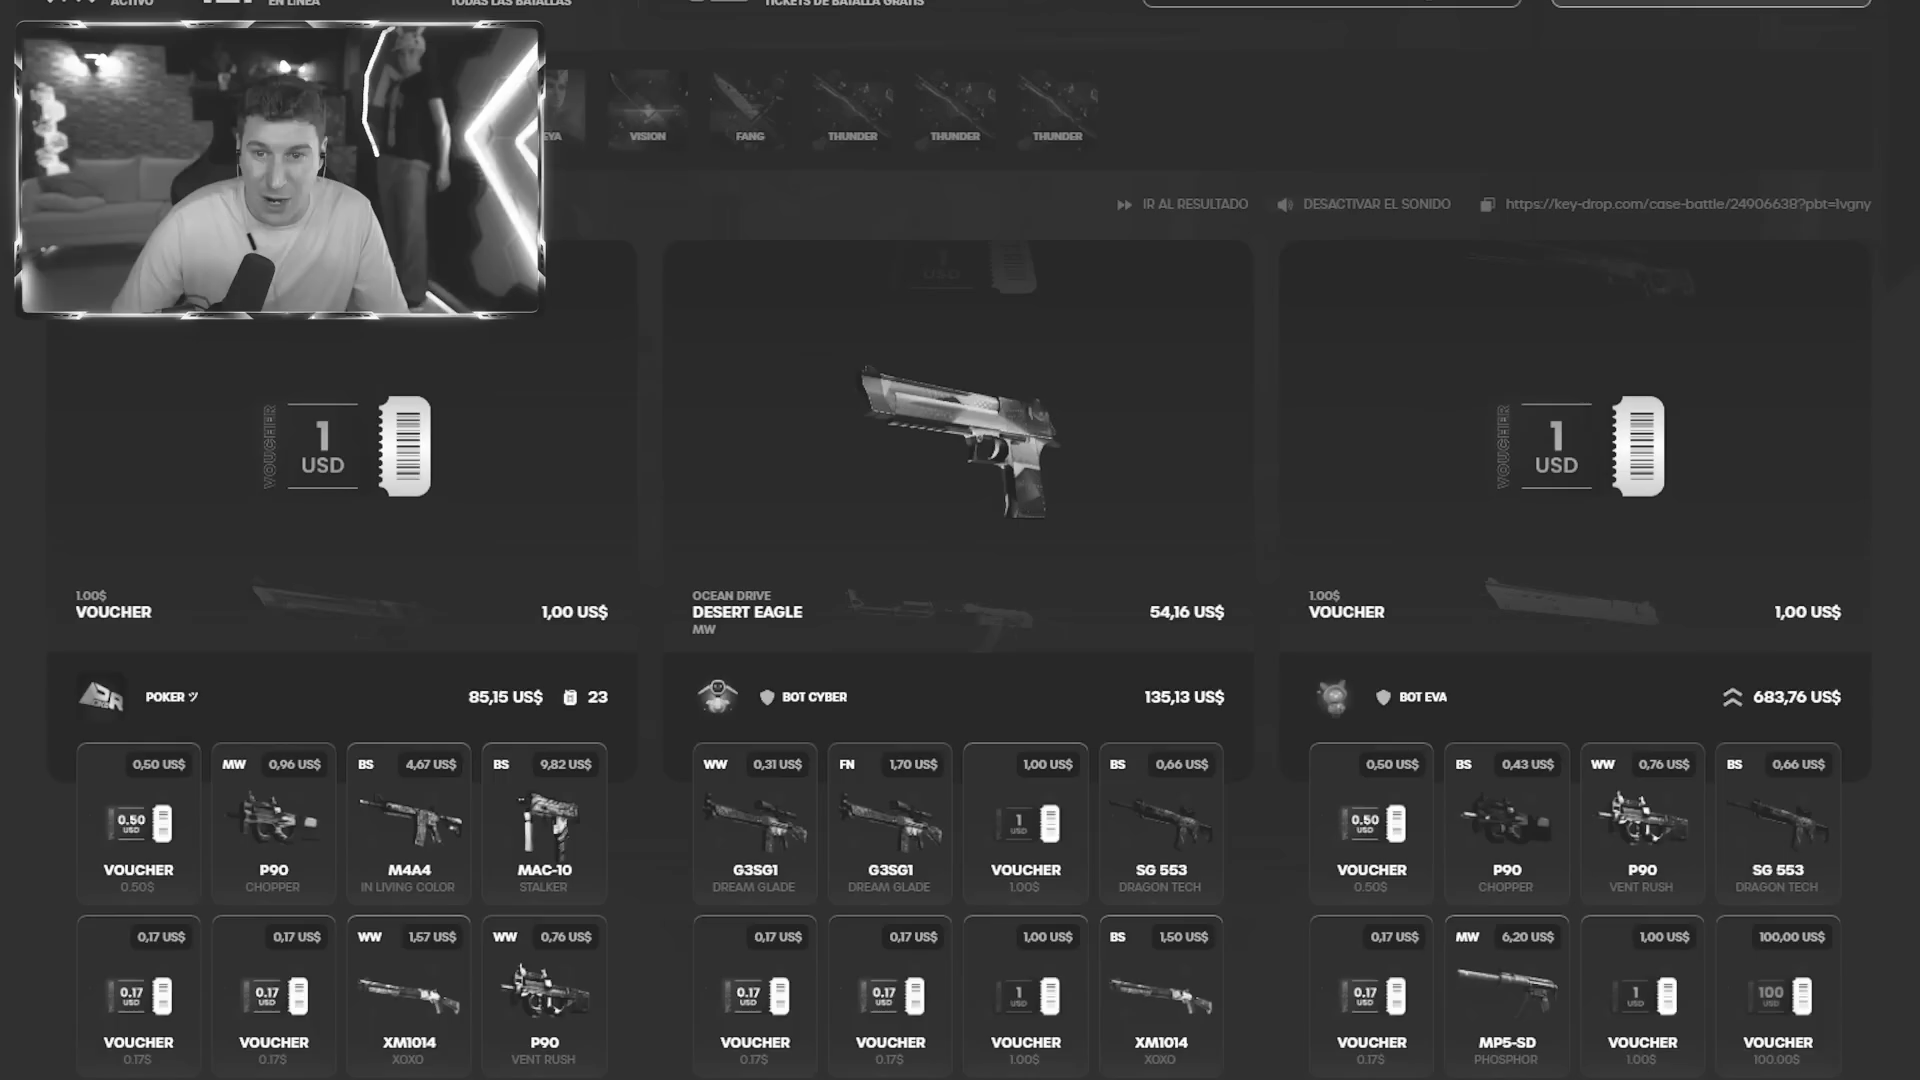 ACTIVO
EN LÍNEA
TODAS LAS BATALLAS
TICKETS DE BATALLA GRATIS
EYA
VISION
FANG
THUNDER
THUNDER
THUNDER
IR AL RESULTADO
DESACTIVAR EL SONIDO
https://key-drop.com/case-battle/24906638?pbt=1vgny
VOUCHER
1
USD
1
USD
VOUCHER
1
USD
1.00$
VOUCHER
1,00 US$
OCEAN DRIVE
DESERT EAGLE
MW
54,16 US$
1.00$
VOUCHER
1,00 US$
POKER ツ
85,15 US$
23
BOT CYBER
135,13 US$
BOT EVA
683,76 US$
0,50 US$
0.50
USD
VOUCHER
0.50$
MW 0,96 US$
P90
CHOPPER
BS 4,67 US$
M4A4
IN LIVING COLOR
BS 9,82 US$
MAC-10
STALKER
WW 0,31 US$
G3SG1
DREAM GLADE
FN 1,70 US$
G3SG1
DREAM GLADE
1,00 US$
1
USD
VOUCHER
1.00$
BS 0,66 US$
SG 553
DRAGON TECH
0,50 US$
0.50
USD
VOUCHER
0.50$
BS 0,43 US$
P90
CHOPPER
WW 0,76 US$
P90
VENT RUSH
BS 0,66 US$
SG 553
DRAGON TECH
0,17 US$
0.17
USD
VOUCHER
0.17$
0,17 US$
0.17
USD
VOUCHER
0.17$
WW 1,57 US$
XM1014
XOXO
WW 0,76 US$
P90
VENT RUSH
0,17 US$
0.17
USD
VOUCHER
0.17$
0,17 US$
0.17
USD
VOUCHER
0.17$
1,00 US$
1
USD
VOUCHER
1.00$
BS 1,50 US$
XM1014
XOXO
0,17 US$
0.17
USD
VOUCHER
0.17$
MW 6,20 US$
MP5-SD
PHOSPHOR
1,00 US$
1
USD
VOUCHER
1.00$
100,00 US$
100
USD
VOUCHER
100.00$